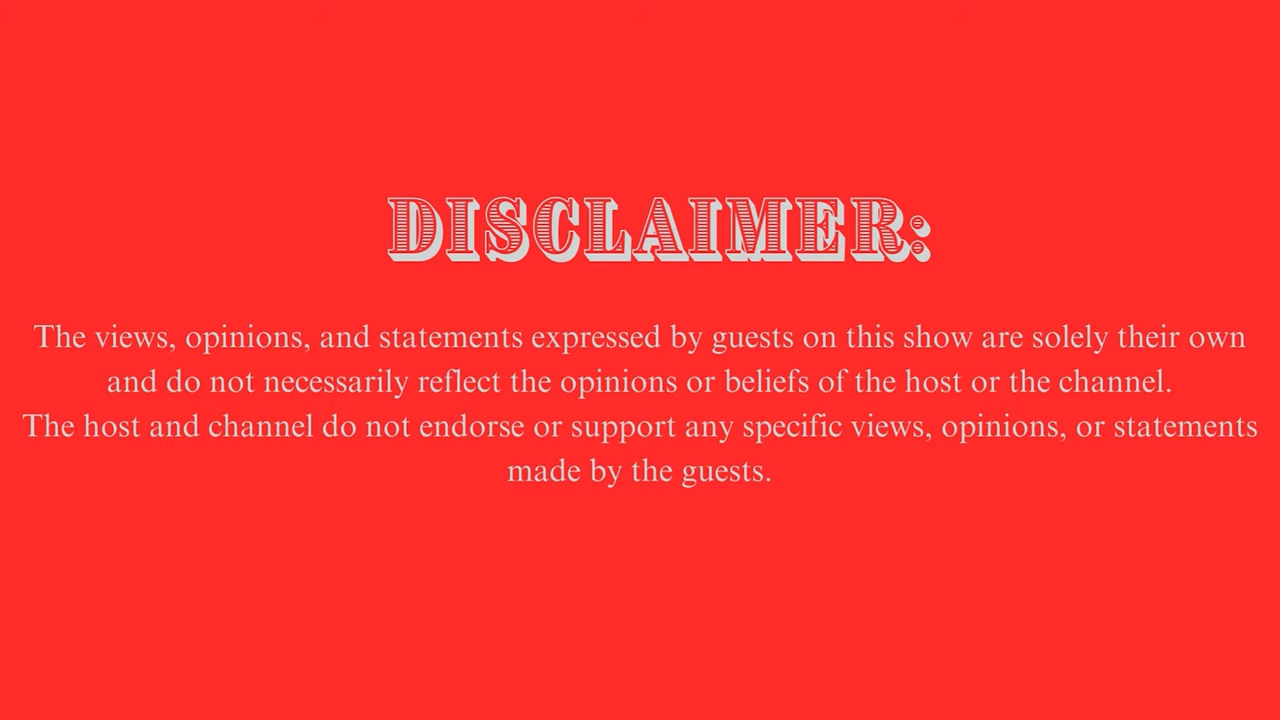 DISCLAIMER:
The views, opinions, and statements expressed by guests on this show are solely their own
and do not necessarily reflect the opinions or beliefs of the host or the channel.
The host and channel do not endorse or support any specific views, opinions, or statements
made by the guests.